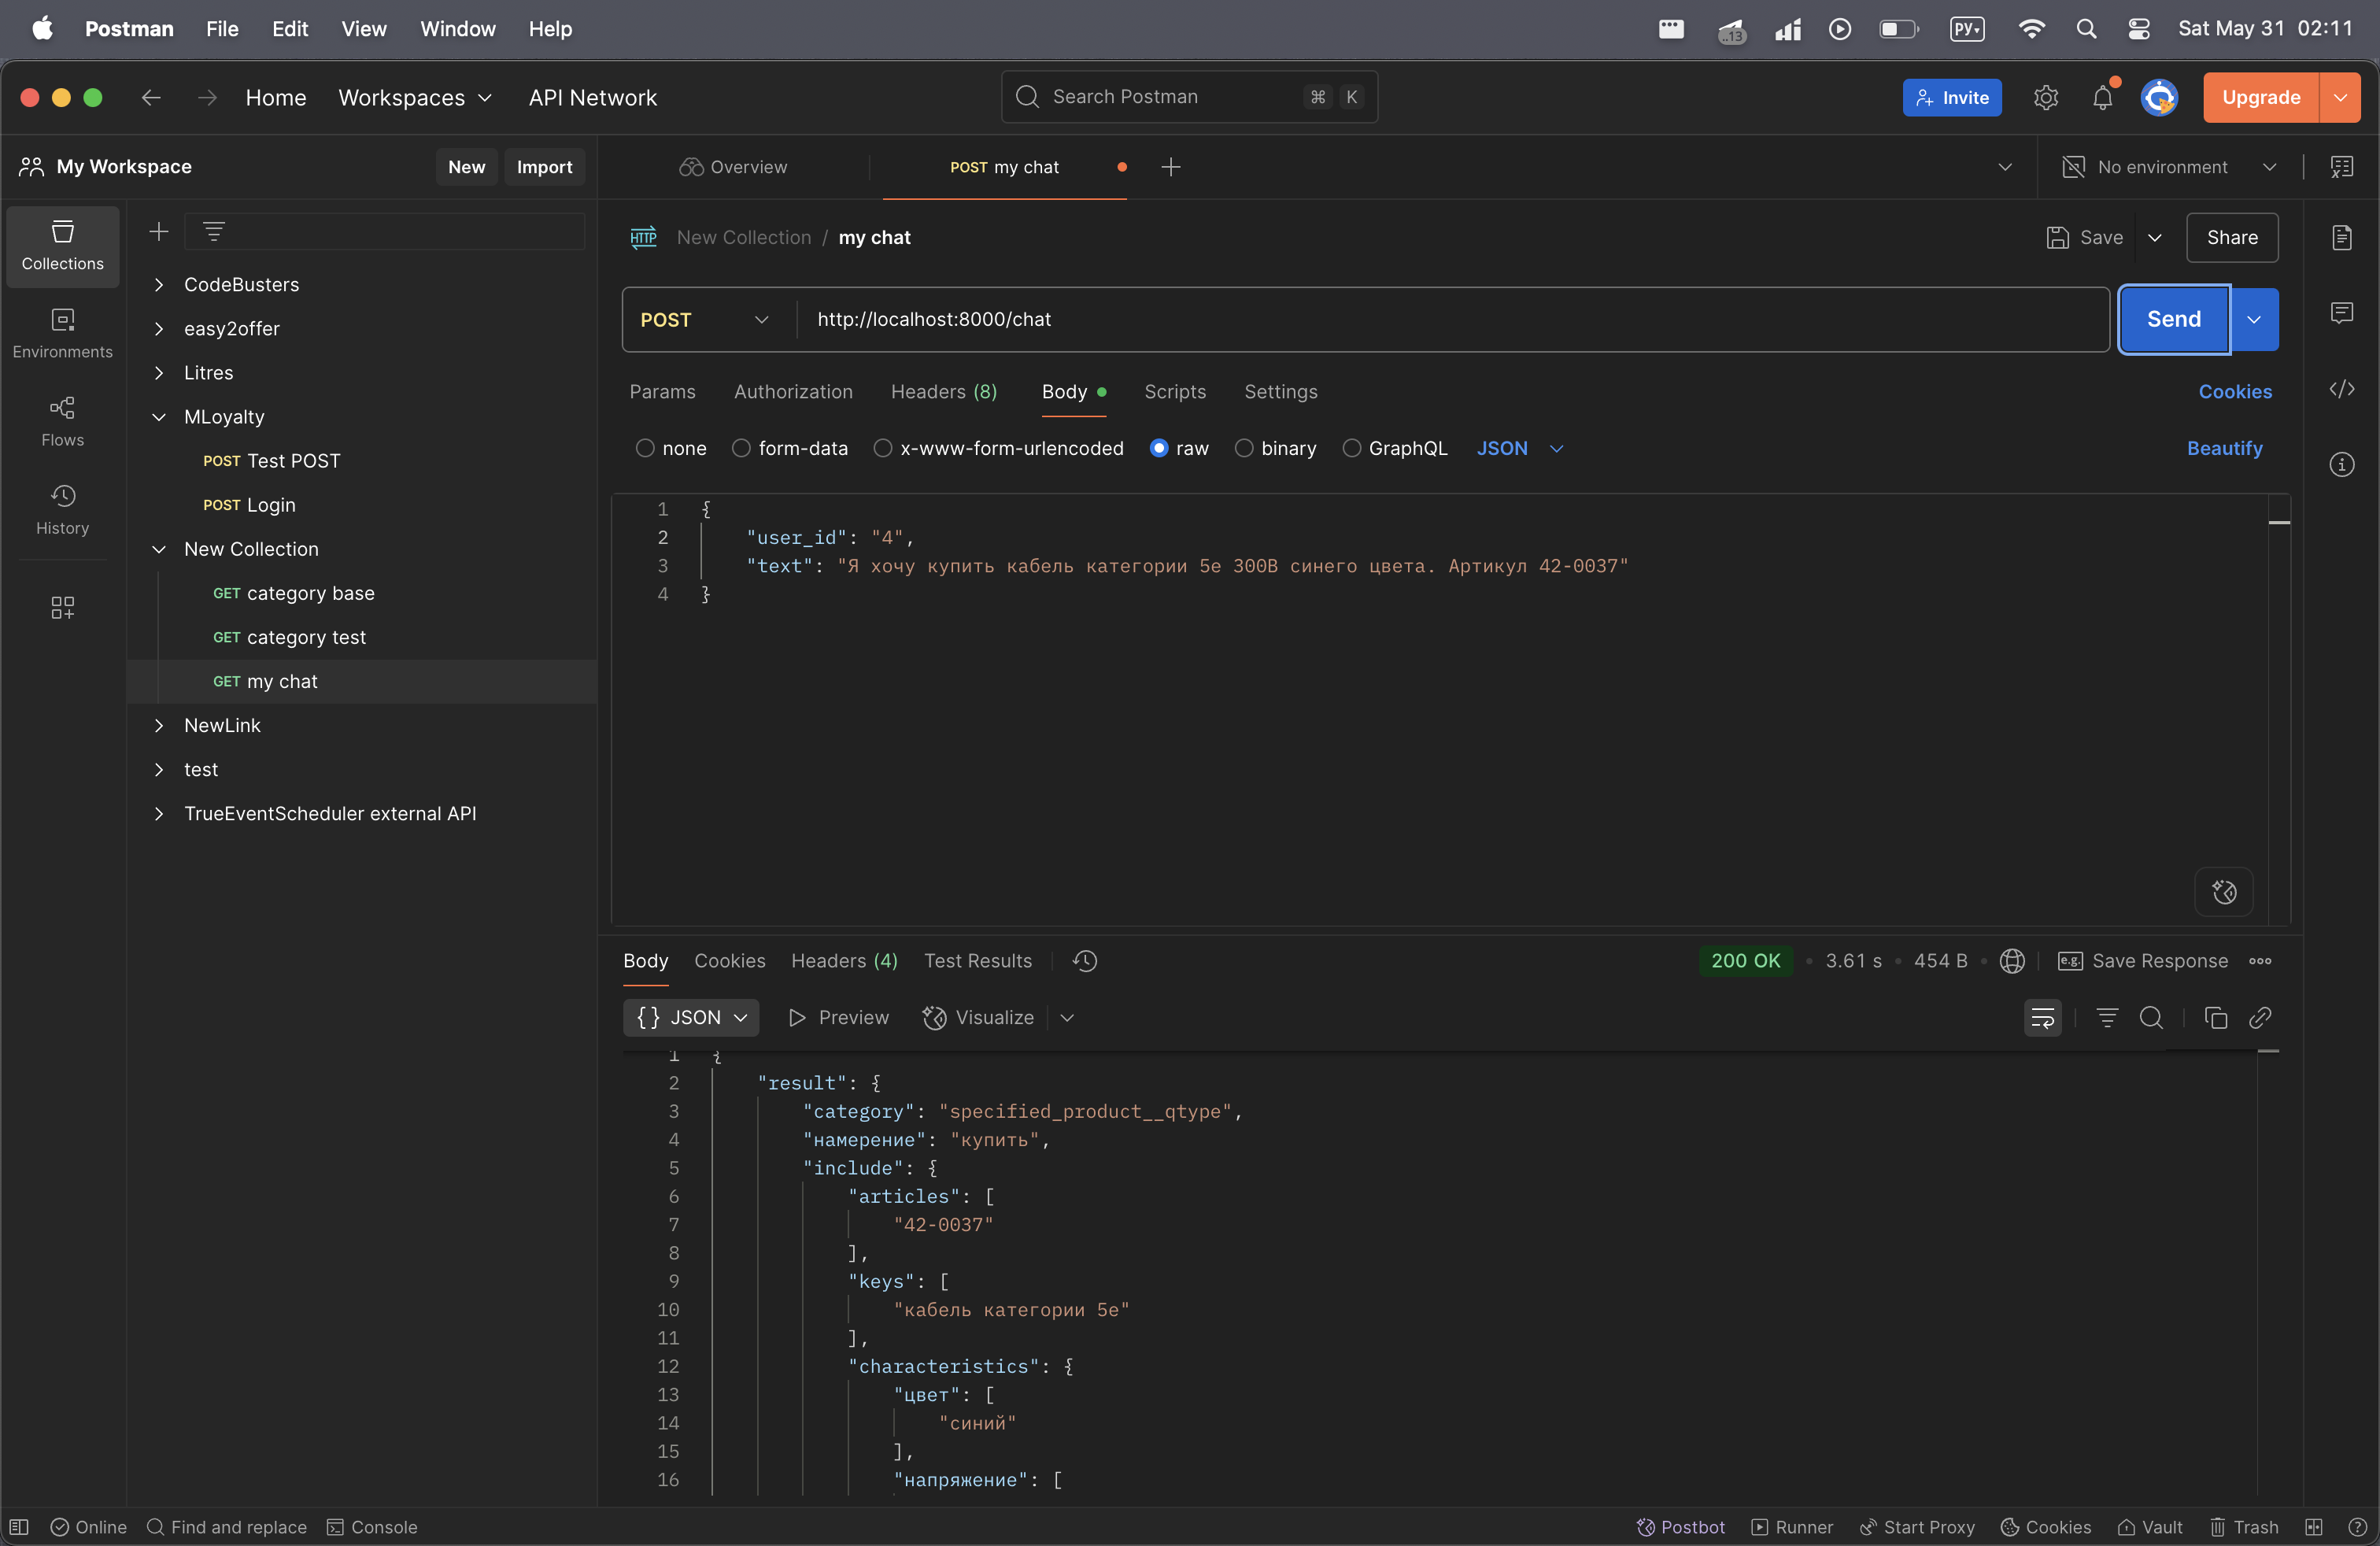 Postman File Edit View Window Help ..13 РУ Sat May 31 02:11
Home Workspaces API Network Search Postman ⌘ K Invite Upgrade
My Workspace New Import Overview POST my chat No environment
Collections
Environments
Flows
History
CodeBusters
easy2offer
Litres
MLoyalty
POST Test POST
POST Login
New Collection
GET category base
GET category test
GET my chat
NewLink
test
TrueEventScheduler external API
HTTP New Collection / my chat Save Share
POST http://localhost:8000/chat Send
Params Authorization Headers (8) Body Scripts Settings Cookies
none form-data x-www-form-urlencoded raw binary GraphQL JSON Beautify
1 {
2 "user_id": "4",
3 "text": "Я хочу купить кабель категории 5е 300В синего цвета. Артикул 42-0037"
4 }
Body Cookies Headers (4) Test Results 200 OK 3.61 s 454 B e.g. Save Response
{} JSON Preview Visualize
1 {
2 "result": {
3 "category": "specified_product__qtype",
4 "намерение": "купить",
5 "include": {
6 "articles": [
7 "42-0037"
8 ],
9 "keys": [
10 "кабель категории 5е"
11 ],
12 "characteristics": {
13 "цвет": [
14 "синий"
15 ],
16 "напряжение": [
Online Find and replace Console Postbot Runner Start Proxy Cookies Vault Trash